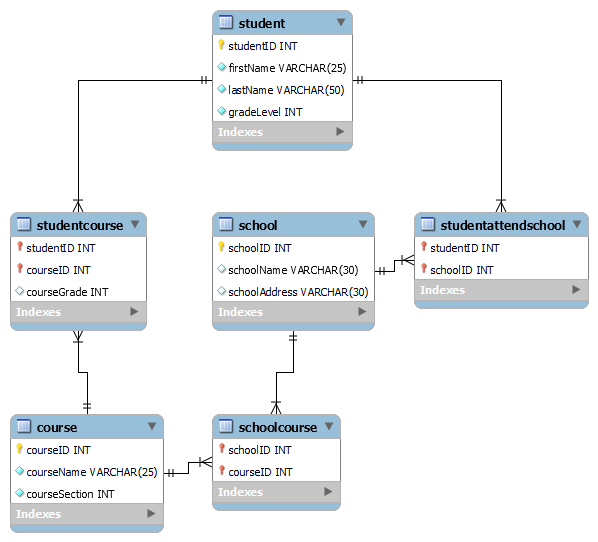 student
studentID INT
firstName VARCHAR(25)
lastName VARCHAR(50)
gradeLevel INT
Indexes
studentcourse
studentID INT
courseID INT
courseGrade INT
Indexes
school
schoolID INT
schoolName VARCHAR(30)
schoolAddress VARCHAR(30)
Indexes
studentattendschool
studentID INT
schoolID INT
Indexes
course
courseID INT
courseName VARCHAR(25)
courseSection INT
Indexes
schoolcourse
schoolID INT
courseID INT
Indexes